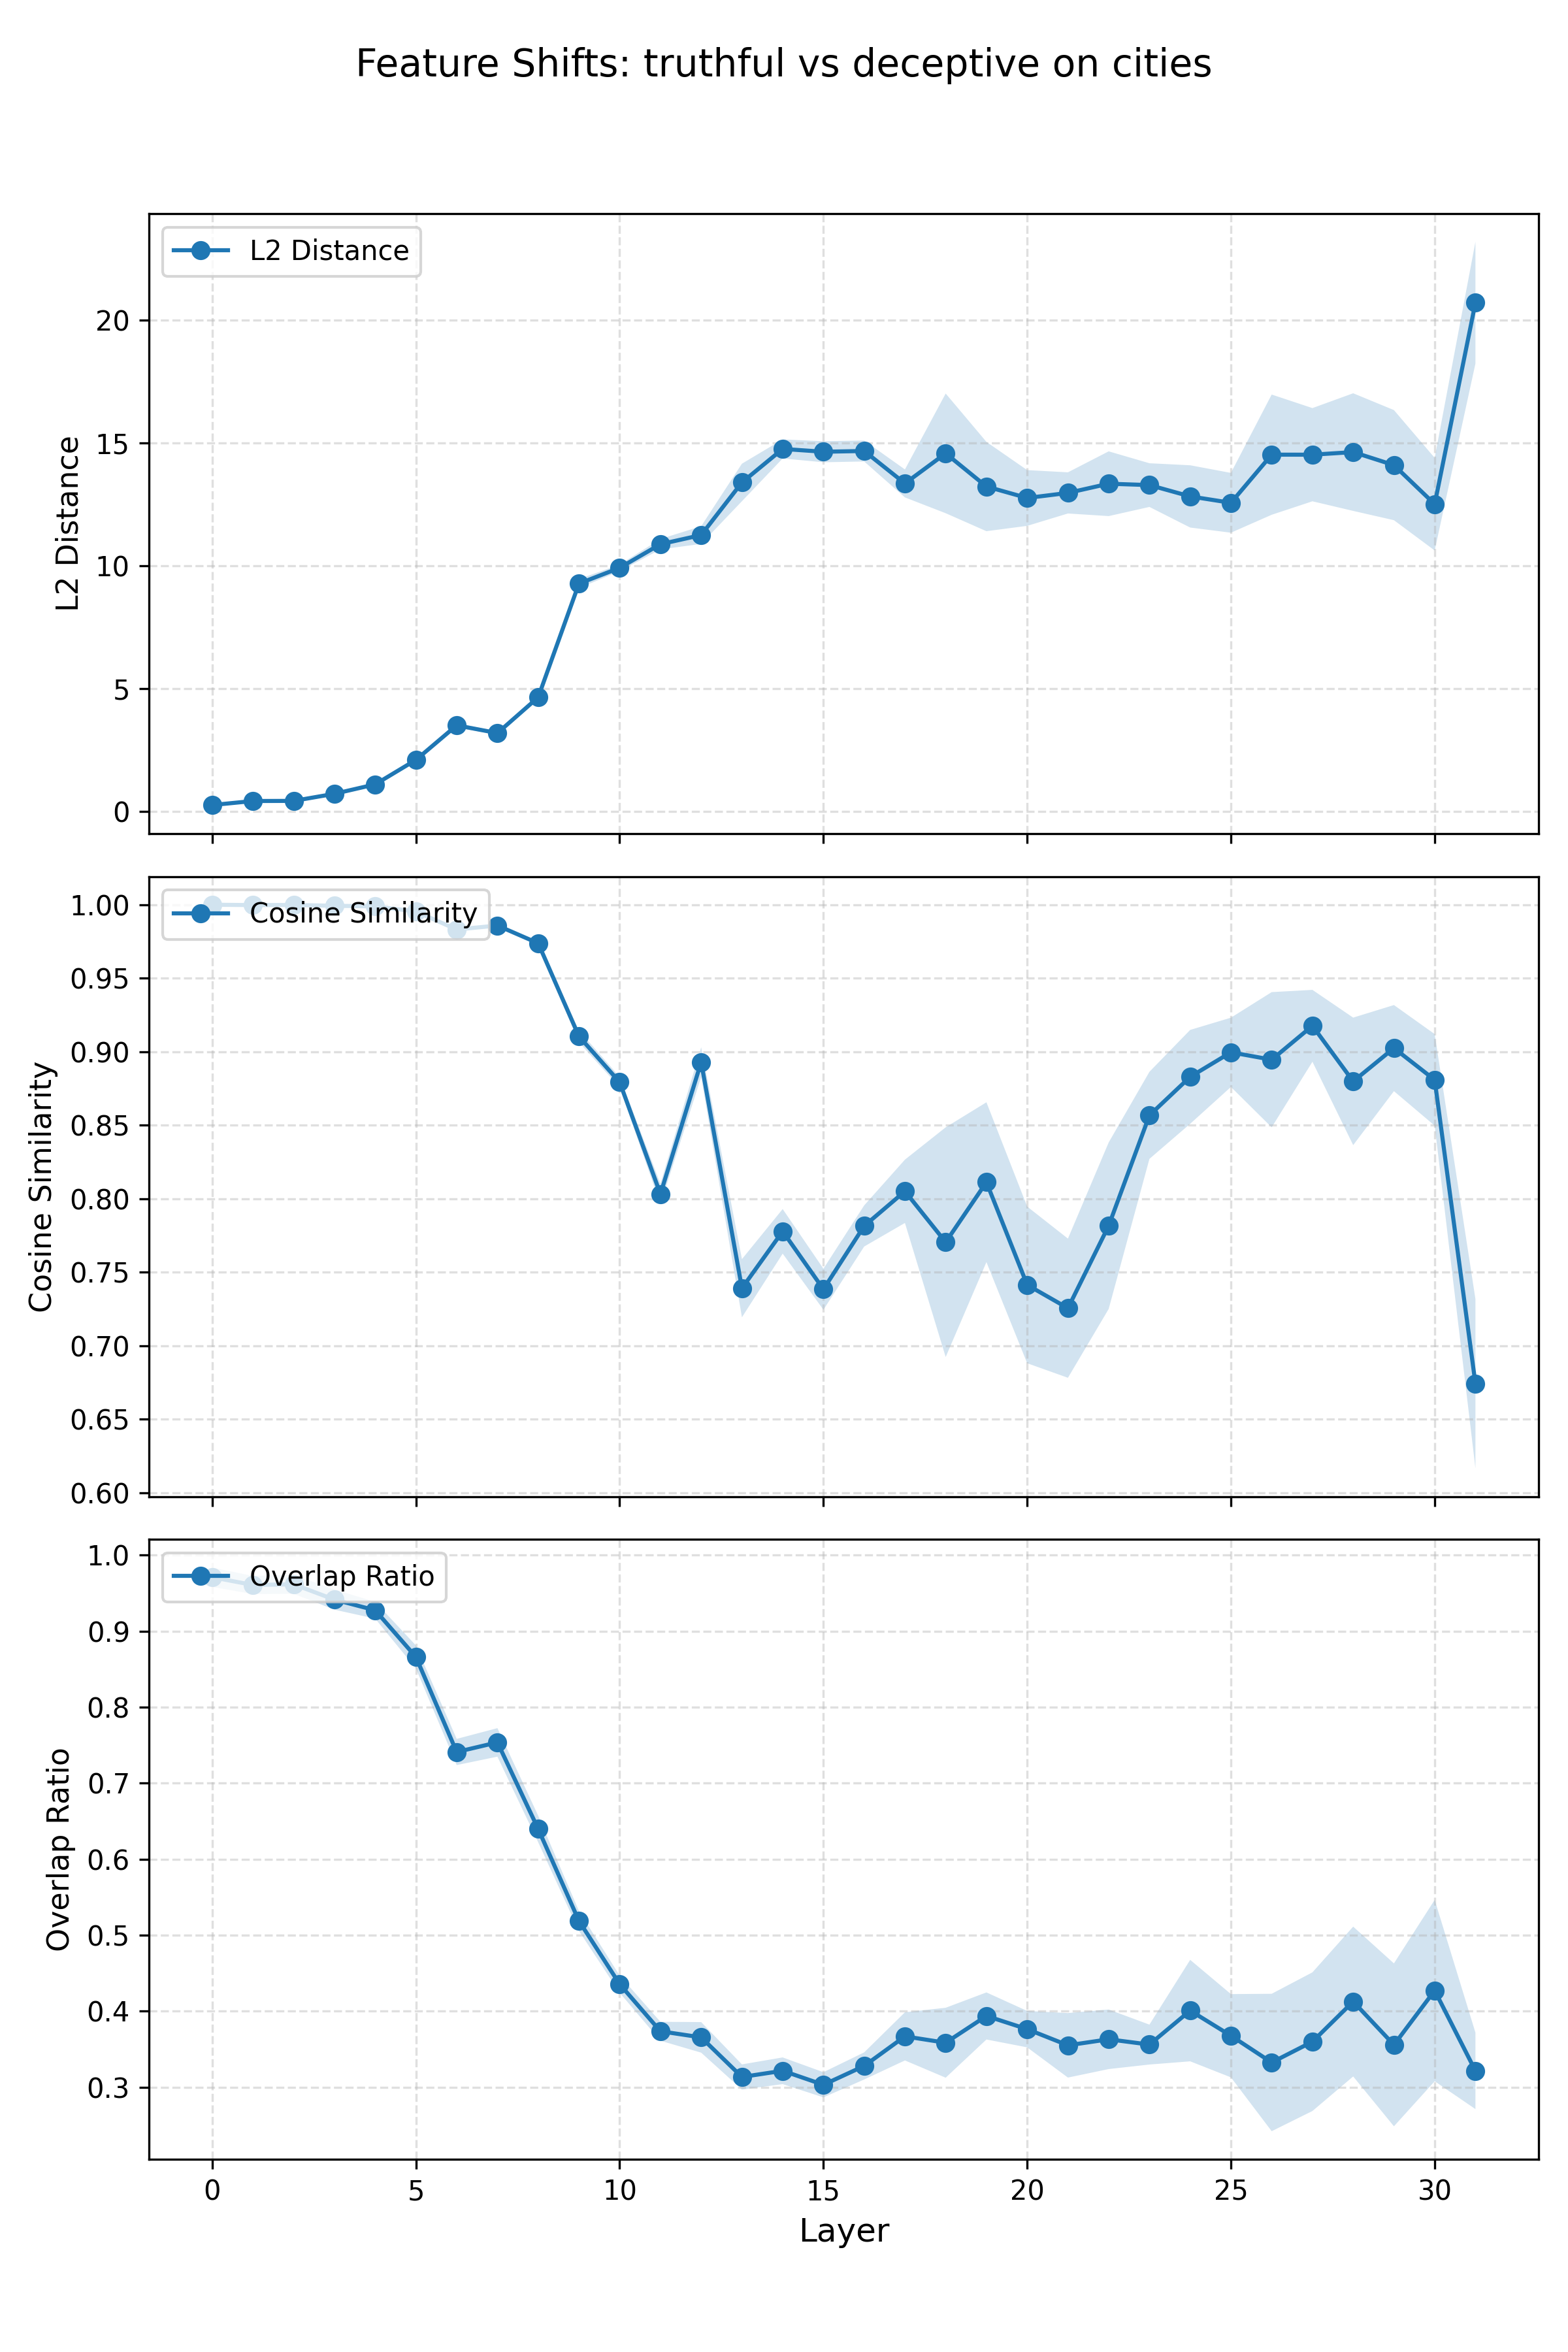 Feature Shifts: truthful vs deceptive on cities
L2 Distance
L2 Distance
20
15
10
5
0
Cosine Similarity
Cosine Similarity
1.00
0.95
0.90
0.85
0.80
0.75
0.70
0.65
0.60
Overlap Ratio
Overlap Ratio
1.0
0.9
0.8
0.7
0.6
0.5
0.4
0.3
0 5 10 15 20 25 30
Layer